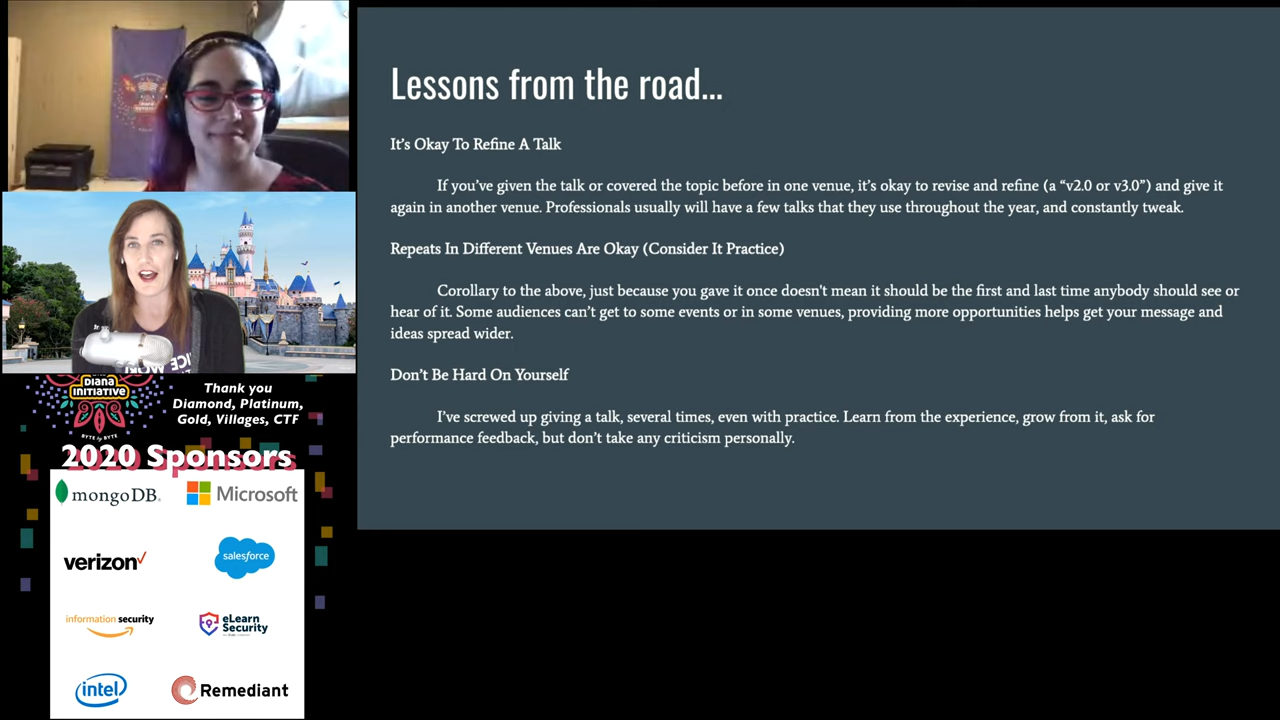 Lessons from the road...
It's Okay To Refine A Talk
If you've given the talk or covered the topic before in one venue, it's okay to revise and refine (a “v2.0 or v3.0”) and give it
again in another venue. Professionals usually will have a few talks that they use throughout the year, and constantly tweak.
Repeats In Different Venues Are Okay (Consider It Practice)
Corollary to the above, just because you gave it once doesn't mean it should be the first and last time anybody should see or
hear of it. Some audiences can't get to some events or in some venues, providing more opportunities helps get your message and
ideas spread wider.
Don't Be Hard On Yourself
I've screwed up giving a talk, several times, even with practice. Learn from the experience, grow from it, ask for
performance feedback, but don't take any criticism personally.
DIANA
INITIATIVE
BYTE by BYTE
Thank you
Diamond, Platinum,
Gold, Villages, CTF
2020 Sponsors
mongoDB
Microsoft
verizon
salesforce
information security
eLearn
Security
intel
Remediant